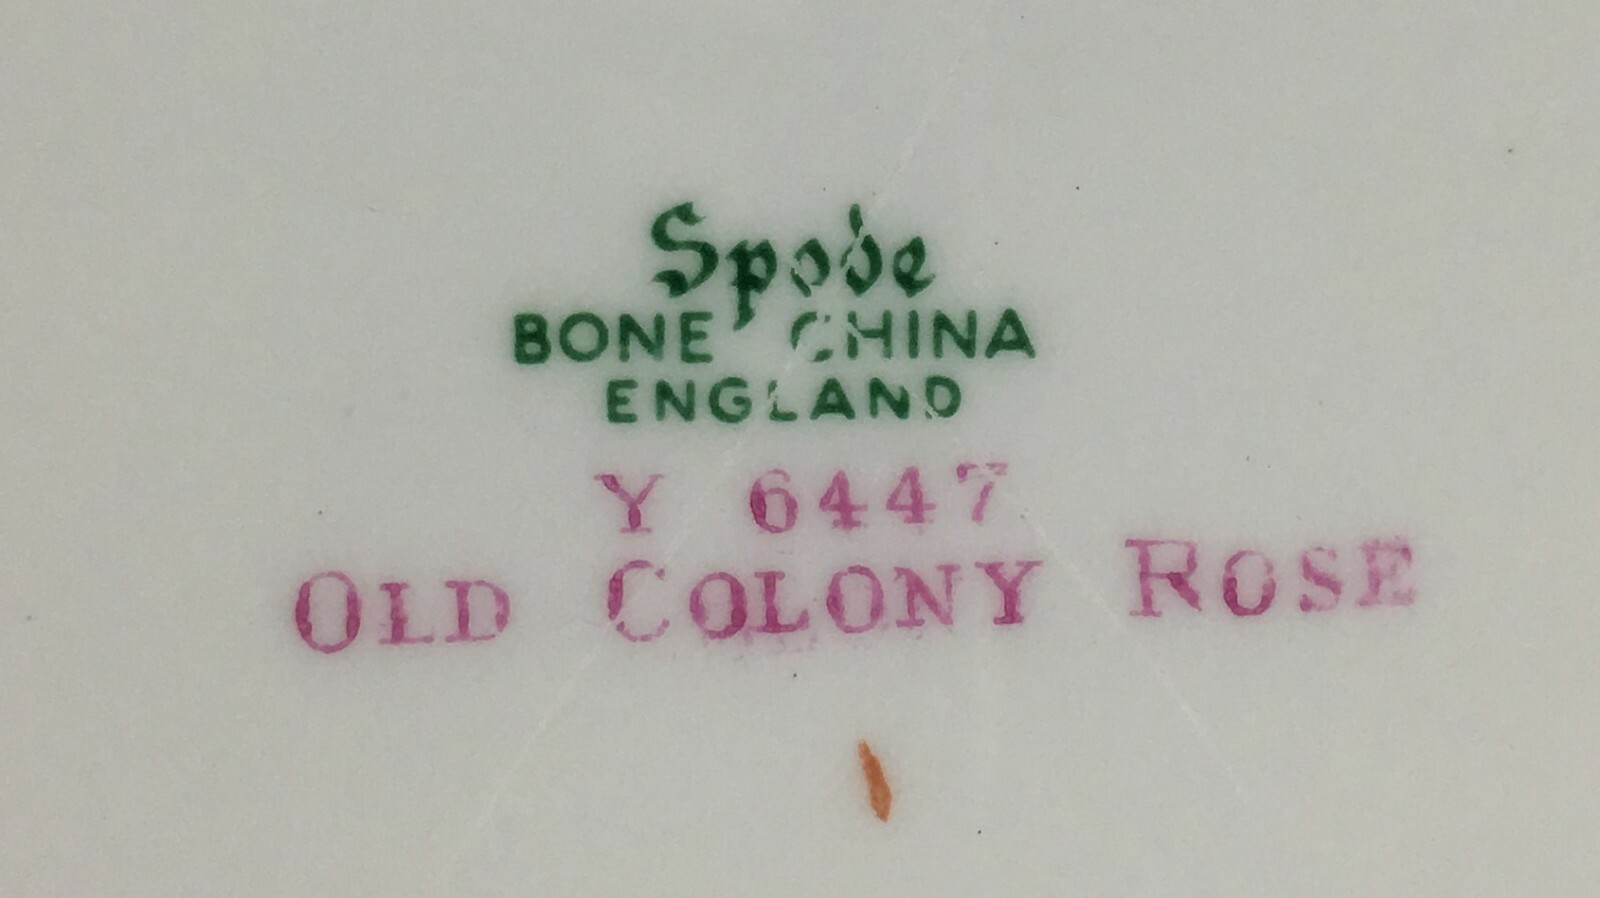 Spode
BONE CHINA
ENGLAND
Y 6447
OLD COLONY ROSE